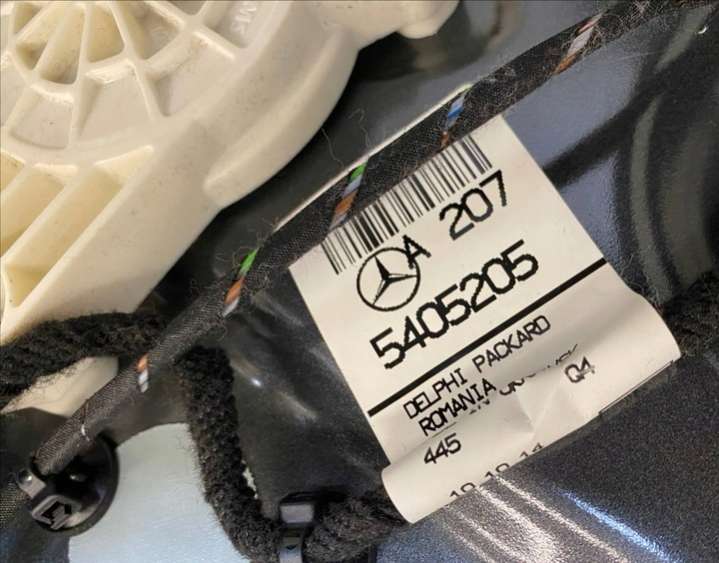 A 207
5405205
DELPHI PACKARD
ROMANIA
Q4
445